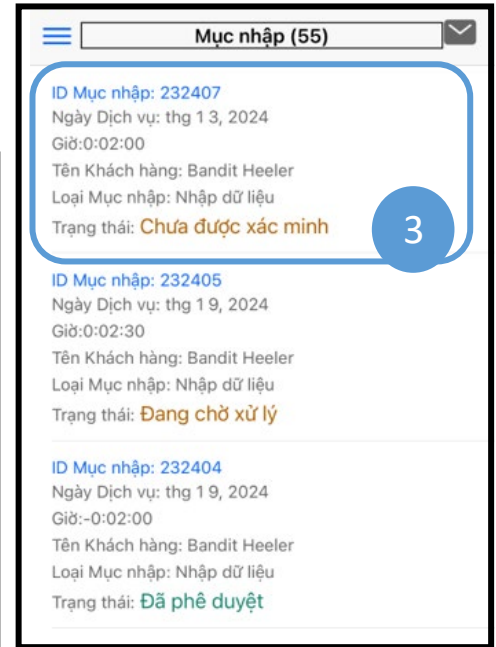 Mục nhập (55)
ID Mục nhập: 232407
Ngày Dịch vụ: thg 1 3, 2024
Giờ:0:02:00
Tên Khách hàng: Bandit Heeler
Loại Mục nhập: Nhập dữ liệu
Trạng thái: Chưa được xác minh
3
ID Mục nhập: 232405
Ngày Dịch vụ: thg 1 9, 2024
Giờ:0:02:30
Tên Khách hàng: Bandit Heeler
Loại Mục nhập: Nhập dữ liệu
Trạng thái: Đang chờ xử lý
ID Mục nhập: 232404
Ngày Dịch vụ: thg 1 9, 2024
Giờ:-0:02:00
Tên Khách hàng: Bandit Heeler
Loại Mục nhập: Nhập dữ liệu
Trạng thái: Đã phê duyệt